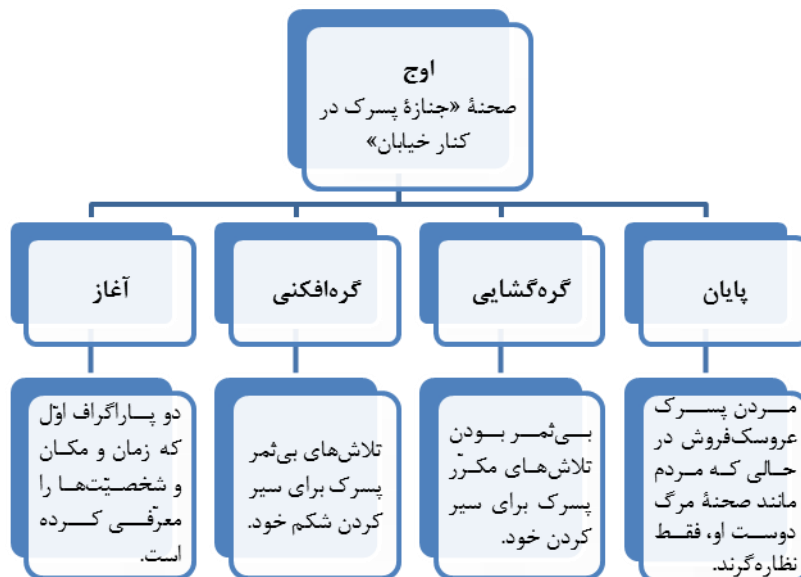 اوج
صحنهٔ «جنازهٔ پسرک در
کنار خیابان»
آغاز
گره‌افکنی
گره‌گشایی
پایان
دو پاراگراف اوّل
که زمان و مکان
و شخصیّت‌ها را
معرّفی کرده
است.
تلاش‌های بی‌ثمر
پسرک برای سیر
کردن شکم خود.
بی‌ثمر بودن
تلاش‌های مکرّر
پسرک برای سیر
کردن خود.
مردن پسرک
عروسک‌فروش در
حالی که مردم
مانند صحنهٔ مرگ
دوست او، فقط
نظاره‌گرند.